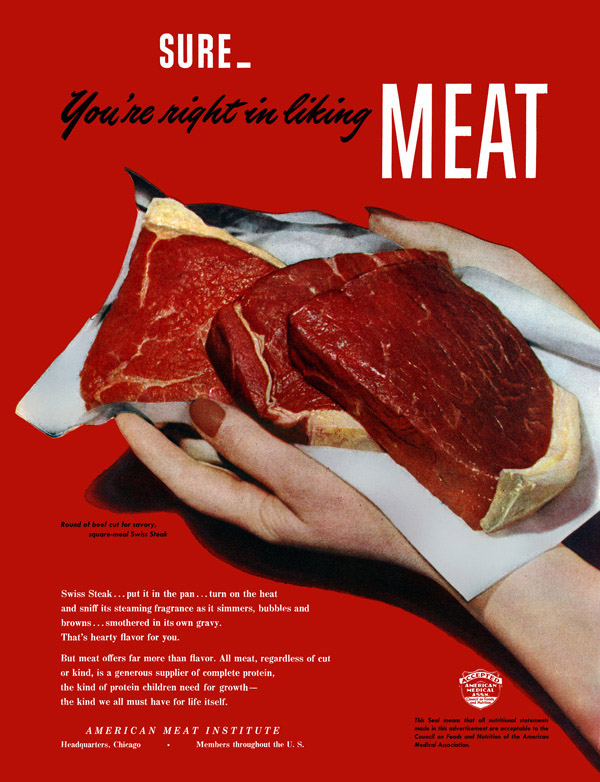 SURE_
You're right in liking
MEAT
Round of beef cut for savory,
square-meal Swiss Steak
Swiss Steak...put it in the pan...turn on the heat
and sniff its steaming fragrance as it simmers, bubbles and
browns...smothered in its own gravy.
That's hearty flavor for you.
But meat offers far more than flavor. All meat, regardless of cut
or kind, is a generous supplier of complete protein,
the kind of protein children need for growth—
the kind we all must have for life itself.
AMERICAN MEAT INSTITUTE
Headquarters, Chicago • Members throughout the U. S.
ACCEPTED
AMERICAN
MEDICAL
ASSN.
This Seal means that all nutritional statements
made in this advertisement are acceptable to the
Council on Foods and Nutrition of the American
Medical Association.